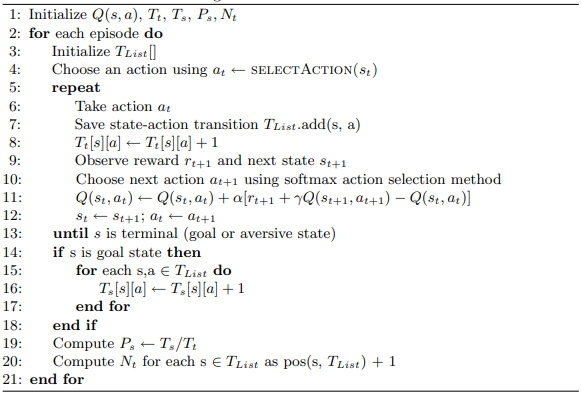 1: Initialize Q(s, a), T_t, T_s, P_s, N_t
2: for each episode do
3: Initialize T_List[]
4: Choose an action using a_t ← SELECTACTION(s_t)
5: repeat
6: Take action a_t
7: Save state-action transition T_List.add(s, a)
8: T_t[s][a] ← T_t[s][a] + 1
9: Observe reward r_{t+1} and next state s_{t+1}
10: Choose next action a_{t+1} using softmax action selection method
11: Q(s_t, a_t) ← Q(s_t, a_t) + α[r_{t+1} + γQ(s_{t+1}, a_{t+1}) − Q(s_t, a_t)]
12: s_t ← s_{t+1}; a_t ← a_{t+1}
13: until s is terminal (goal or aversive state)
14: if s is goal state then
15: for each s,a ∈ T_List do
16: T_s[s][a] ← T_s[s][a] + 1
17: end for
18: end if
19: Compute P_s ← T_s/T_t
20: Compute N_t for each s ∈ T_List as pos(s, T_List) + 1
21: end for